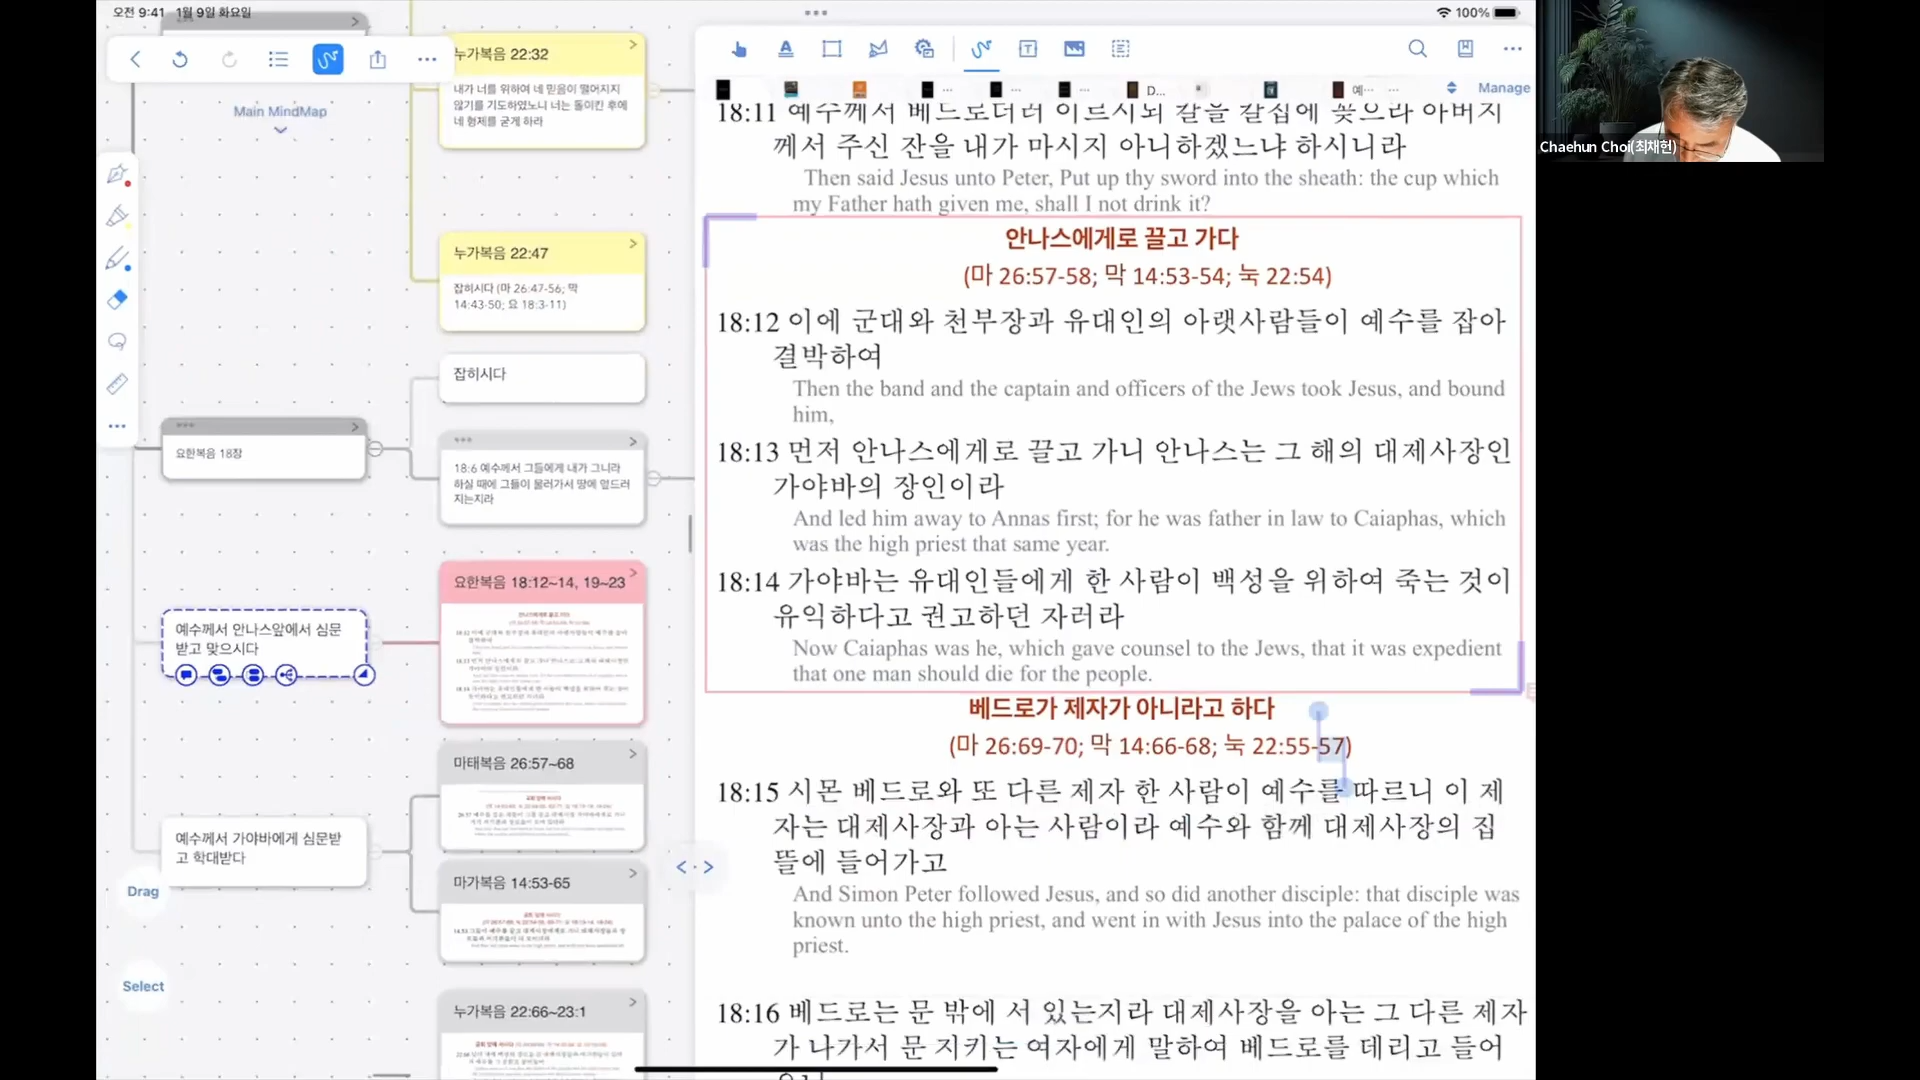 오전 9:41 1월 9일 화요일
100%
Main MindMap
누가복음 22:32
내가 너를 위하여 네 믿음이 떨어지지
않기를 기도하였노니 너는 돌이킨 후에
네 형제를 굳게 하라
누가복음 22:47
잡히시다 (마 26:47-56; 막
14:43-50; 요 18:3-11)
잡히시다
요한복음 18장
18:6 예수께서 그들에게 내가 그니라
하실 때에 그들이 물러가서 땅에 엎드러
지는지라
요한복음 18:12~14, 19~23
예수께서 안나스앞에서 심문
받고 맞으시다
마태복음 26:57~68
예수께서 가야바에게 심문받
고 학대받다
마가복음 14:53-65
누가복음 22:66~23:1
Drag
Select
D...
예...
Manage
18:11 예수께서 베드로더러 이르시되 칼을 칼집에 꽂으라 아버지
께서 주신 잔을 내가 마시지 아니하겠느냐 하시니라
Then said Jesus unto Peter, Put up thy sword into the sheath: the cup which
my Father hath given me, shall I not drink it?
안나스에게로 끌고 가다
(마 26:57-58; 막 14:53-54; 눅 22:54)
18:12 이에 군대와 천부장과 유대인의 아랫사람들이 예수를 잡아
결박하여
Then the band and the captain and officers of the Jews took Jesus, and bound
him,
18:13 먼저 안나스에게로 끌고 가니 안나스는 그 해의 대제사장인
가야바의 장인이라
And led him away to Annas first; for he was father in law to Caiaphas, which
was the high priest that same year.
18:14 가야바는 유대인들에게 한 사람이 백성을 위하여 죽는 것이
유익하다고 권고하던 자러라
Now Caiaphas was he, which gave counsel to the Jews, that it was expedient
that one man should die for the people.
베드로가 제자가 아니라고 하다
(마 26:69-70; 막 14:66-68; 눅 22:55-57)
18:15 시몬 베드로와 또 다른 제자 한 사람이 예수를 따르니 이 제
자는 대제사장과 아는 사람이라 예수와 함께 대제사장의 집
뜰에 들어가고
And Simon Peter followed Jesus, and so did another disciple: that disciple was
known unto the high priest, and went in with Jesus into the palace of the high
priest.
18:16 베드로는 문 밖에 서 있는지라 대제사장을 아는 그 다른 제자
가 나가서 문 지키는 여자에게 말하여 베드로를 데리고 들어
Chaehun Choi(최채헌)